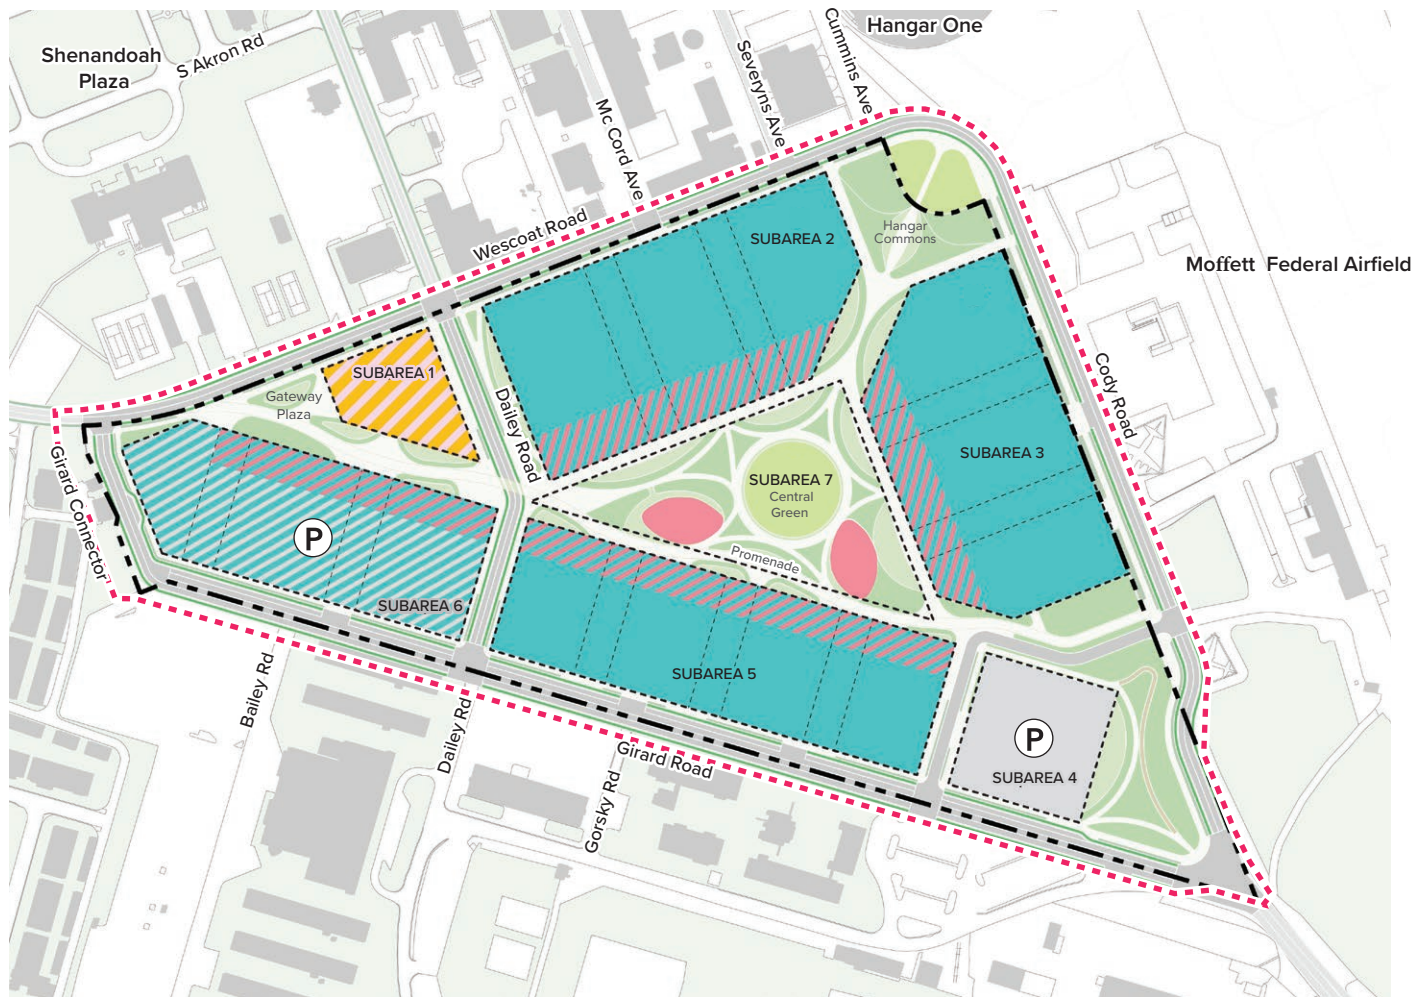 Hangar One
Shenandoah
Plaza
S Akron Rd
Cummins Ave
Severyns Ave
Mc Cord Ave
Wescoat Road
SUBAREA 2
Hangar
Commons
Moffett Federal Airfield
SUBAREA 1
Gateway
Plaza
Dailey Road
Cody Road
SUBAREA 3
SUBAREA 7
Central
Green
Girard Connector
P
Promenade
SUBAREA 6
SUBAREA 5
Bailey Rd
Dailey Rd
Girard Road
Gorsky Rd
P
SUBAREA 4